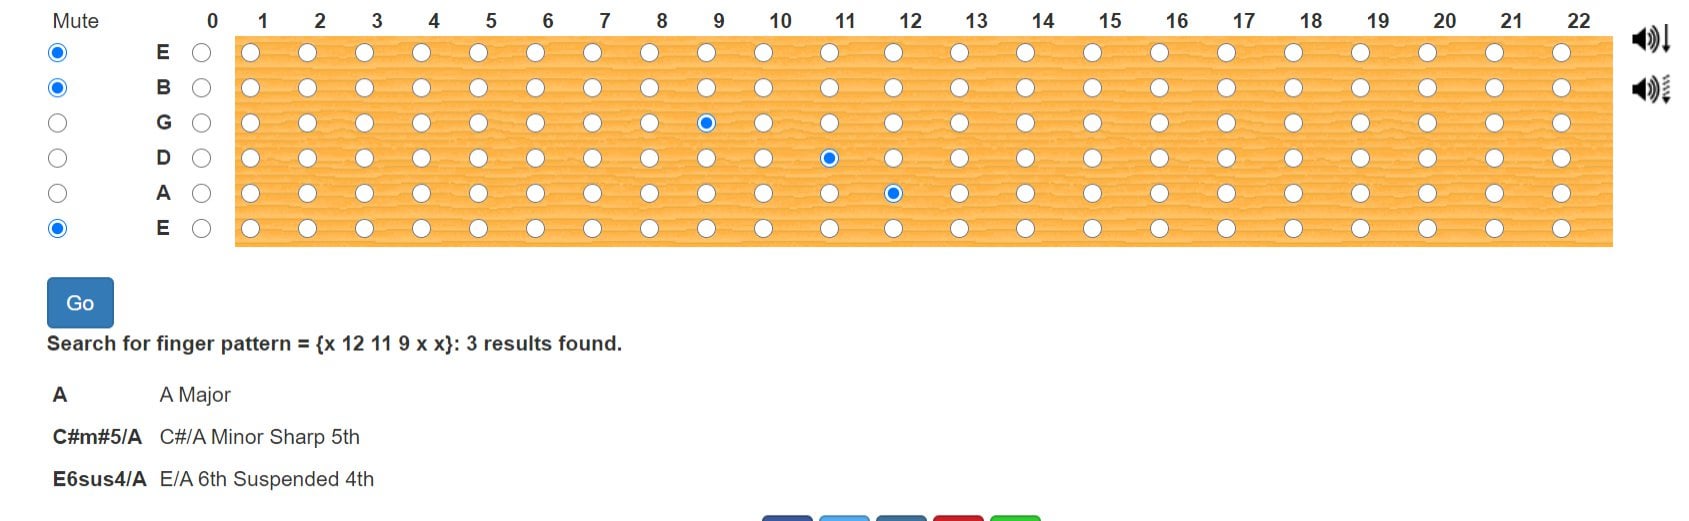 Mute 0 1 2 3 4 5 6 7 8 9 10 11 12 13 14 15 16 17 18 19 20 21 22
E
B
G
D
A
E
Go
Search for finger pattern = {x 12 11 9 x x}: 3 results found.
A A Major
C#m#5/A C#/A Minor Sharp 5th
E6sus4/A E/A 6th Suspended 4th